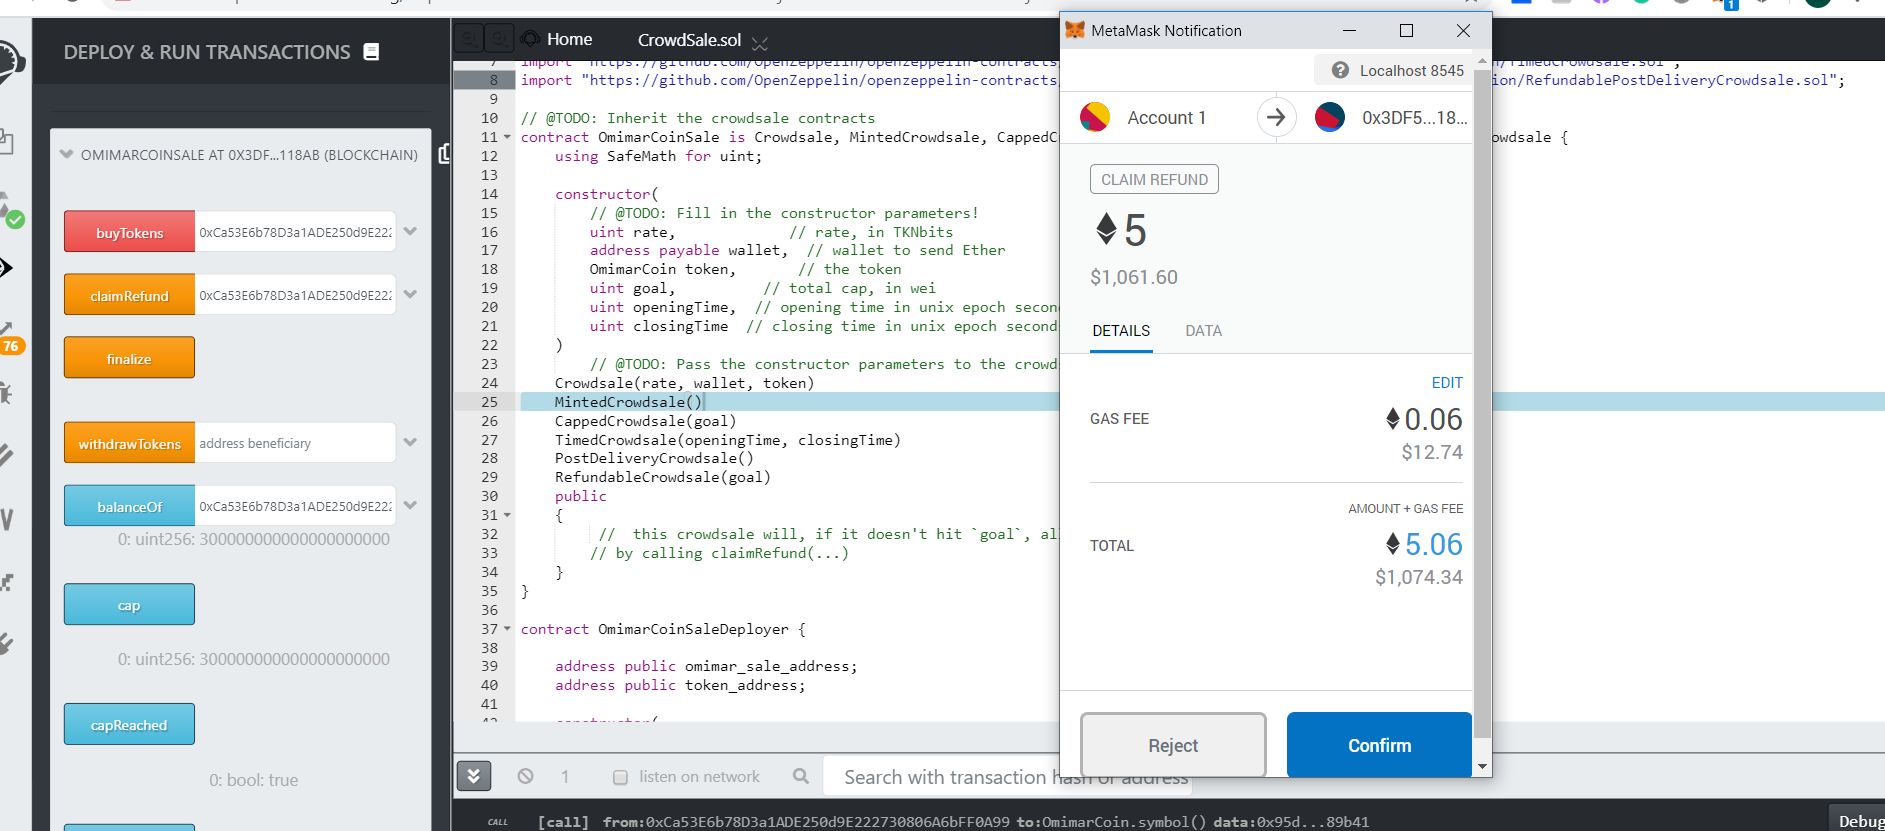 DEPLOY & RUN TRANSACTIONS
OMIMARCOINSALE AT 0X3DF...118AB (BLOCKCHAIN)
buyTokens 0xCa53E6b78D3a1ADE250d9E222
claimRefund 0xCa53E6b78D3a1ADE250d9E222
finalize
withdrawTokens address beneficiary
balanceOf 0xCa53E6b78D3a1ADE250d9E222
0: uint256: 300000000000000000000
cap
0: uint256: 300000000000000000000
capReached
0: bool: true
76
1
Home CrowdSale.sol
7 import "https://github.com/OpenZeppelin/openzeppelin-contracts/ n/TimedCrowdsale.sol";
8 import "https://github.com/OpenZeppelin/openzeppelin-contracts/ ion/RefundablePostDeliveryCrowdsale.sol";
9
10 // @TODO: Inherit the crowdsale contracts
11 contract OmimarCoinSale is Crowdsale, MintedCrowdsale, CappedC owdsale {
12 using SafeMath for uint;
13
14 constructor(
15 // @TODO: Fill in the constructor parameters!
16 uint rate, // rate, in TKNbits
17 address payable wallet, // wallet to send Ether
18 OmimarCoin token, // the token
19 uint goal, // total cap, in wei
20 uint openingTime, // opening time in unix epoch secon
21 uint closingTime // closing time in unix epoch second
22 )
23 // @TODO: Pass the constructor parameters to the crowd
24 Crowdsale(rate, wallet, token)
25 MintedCrowdsale()
26 CappedCrowdsale(goal)
27 TimedCrowdsale(openingTime, closingTime)
28 PostDeliveryCrowdsale()
29 RefundableCrowdsale(goal)
30 public
31 {
32 // this crowdsale will, if it doesn't hit `goal`, al
33 // by calling claimRefund(...)
34 }
35 }
36
37 contract OmimarCoinSaleDeployer {
38
39 address public omimar_sale_address;
40 address public token_address;
41
42 constructor(
1 listen on network Search with transaction hash or address
CALL [call] from:0xCa53E6b78D3a1ADE250d9E222730806A6bFF0A99 to:OmimarCoin.symbol() data:0x95d...89b41
Debug
MetaMask Notification
Localhost 8545
Account 1 0x3DF5...18...
CLAIM REFUND
5
$1,061.60
DETAILS DATA
EDIT
GAS FEE 0.06
$12.74
AMOUNT + GAS FEE
TOTAL 5.06
$1,074.34
Reject Confirm